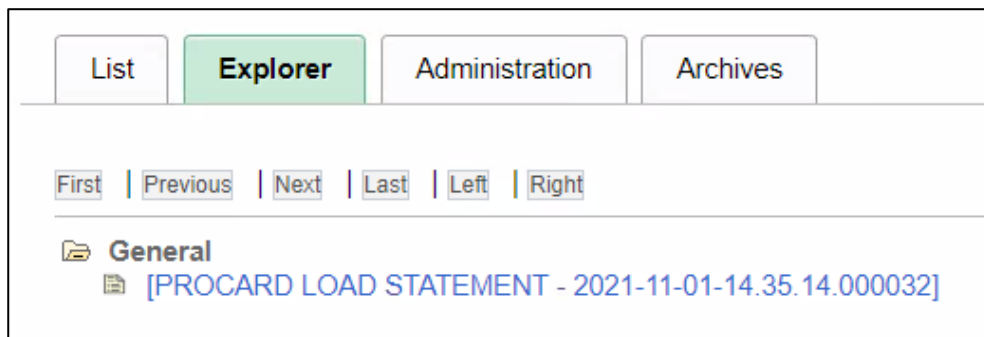 List Explorer Administration Archives
First | Previous | Next | Last | Left | Right
General
[PROCARD LOAD STATEMENT - 2021-11-01-14.35.14.000032]